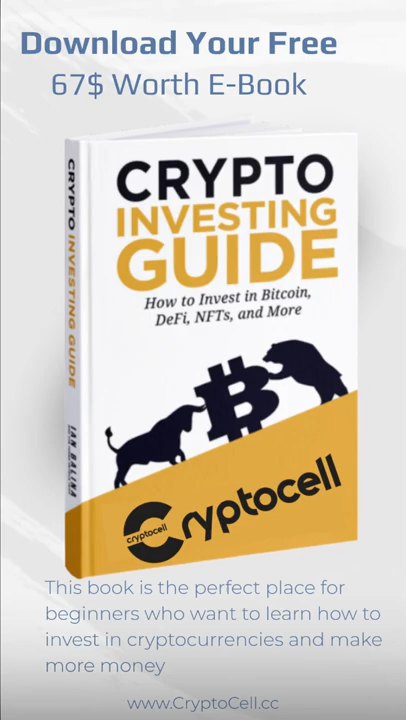 Download Your Free
67$ Worth E-Book
CRYPTO INVESTING GUIDE
IAN BALINA
CRYPTO
INVESTING
GUIDE
How to Invest in Bitcoin,
DeFi, NFTs, and More
cryptocell
Cryptocell
This book is the perfect place for
beginners who want to learn how to
invest in cryptocurrencies and make
more money
www.CryptoCell.cc